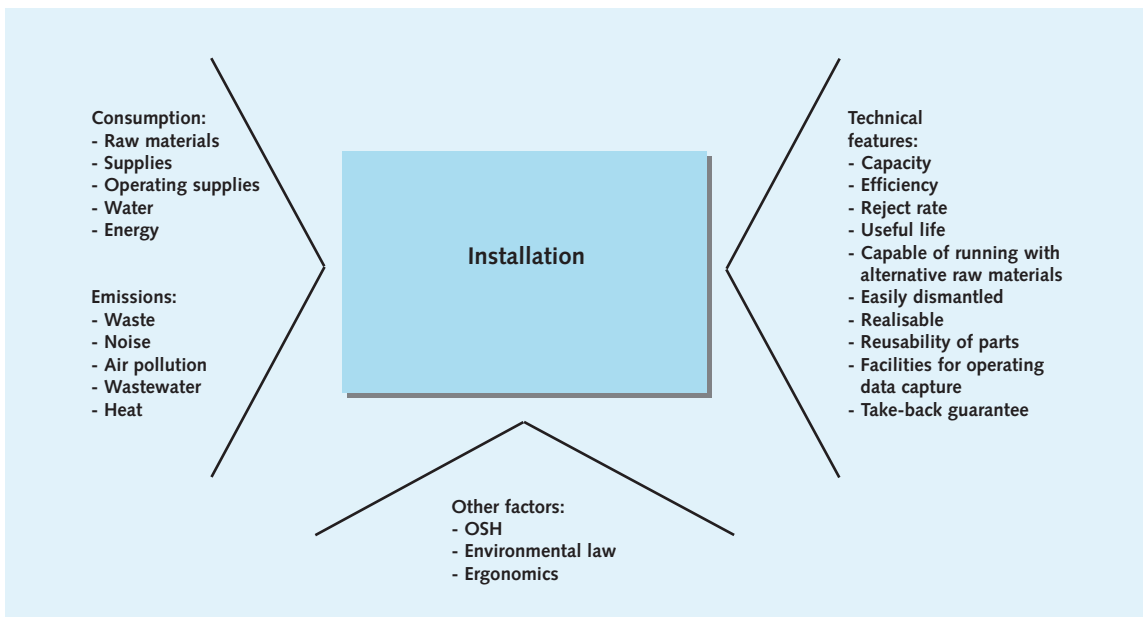 Consumption:
- Raw materials
- Supplies
- Operating supplies
- Water
- Energy
Emissions:
- Waste
- Noise
- Air pollution
- Wastewater
- Heat
Installation
Technical
features:
- Capacity
- Efficiency
- Reject rate
- Useful life
- Capable of running with
alternative raw materials
- Easily dismantled
- Realisable
- Reusability of parts
- Facilities for operating
data capture
- Take-back guarantee
Other factors:
- OSH
- Environmental law
- Ergonomics